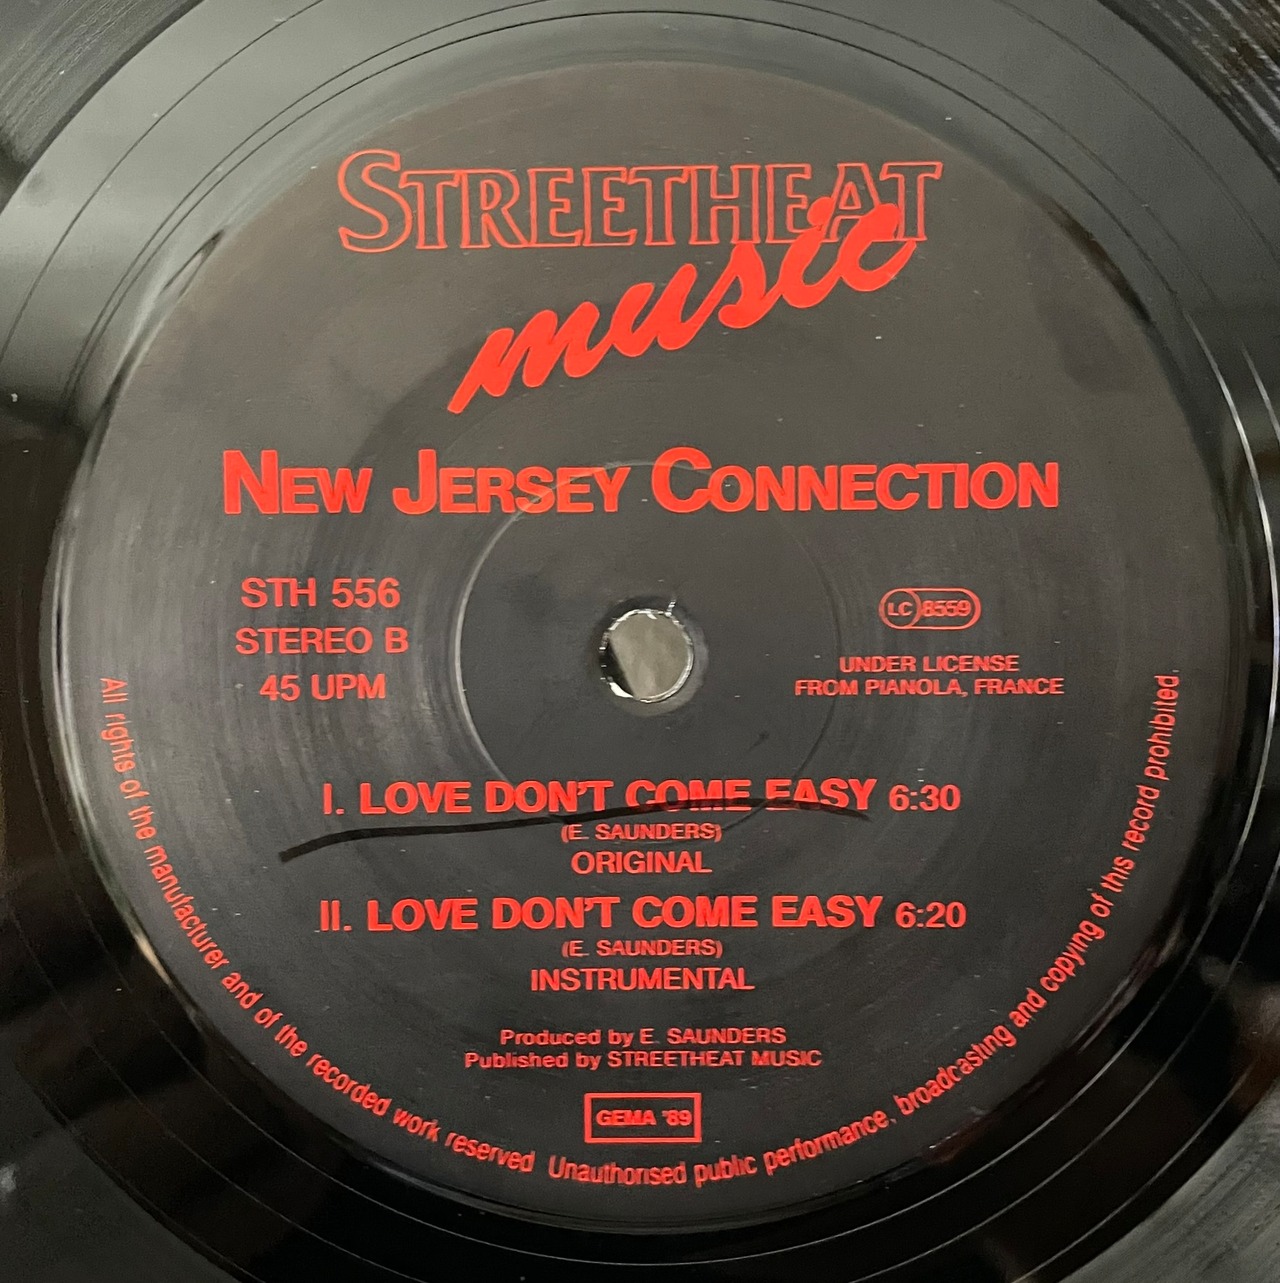 STREETHEAT
music
NEW JERSEY CONNECTION
STH 556
STEREO B
45 UPM
LC 8559
UNDER LICENSE
FROM PIANOLA, FRANCE
I. LOVE DON'T COME EASY 6:30
(E. SAUNDERS)
ORIGINAL
II. LOVE DON'T COME EASY 6:20
(E. SAUNDERS)
INSTRUMENTAL
Produced by E. SAUNDERS
Published by STREETHEAT MUSIC
GEMA '89
All rights of the manufacturer and of the recorded work reserved Unauthorised public performance, broadcasting and copying of this record prohibited.